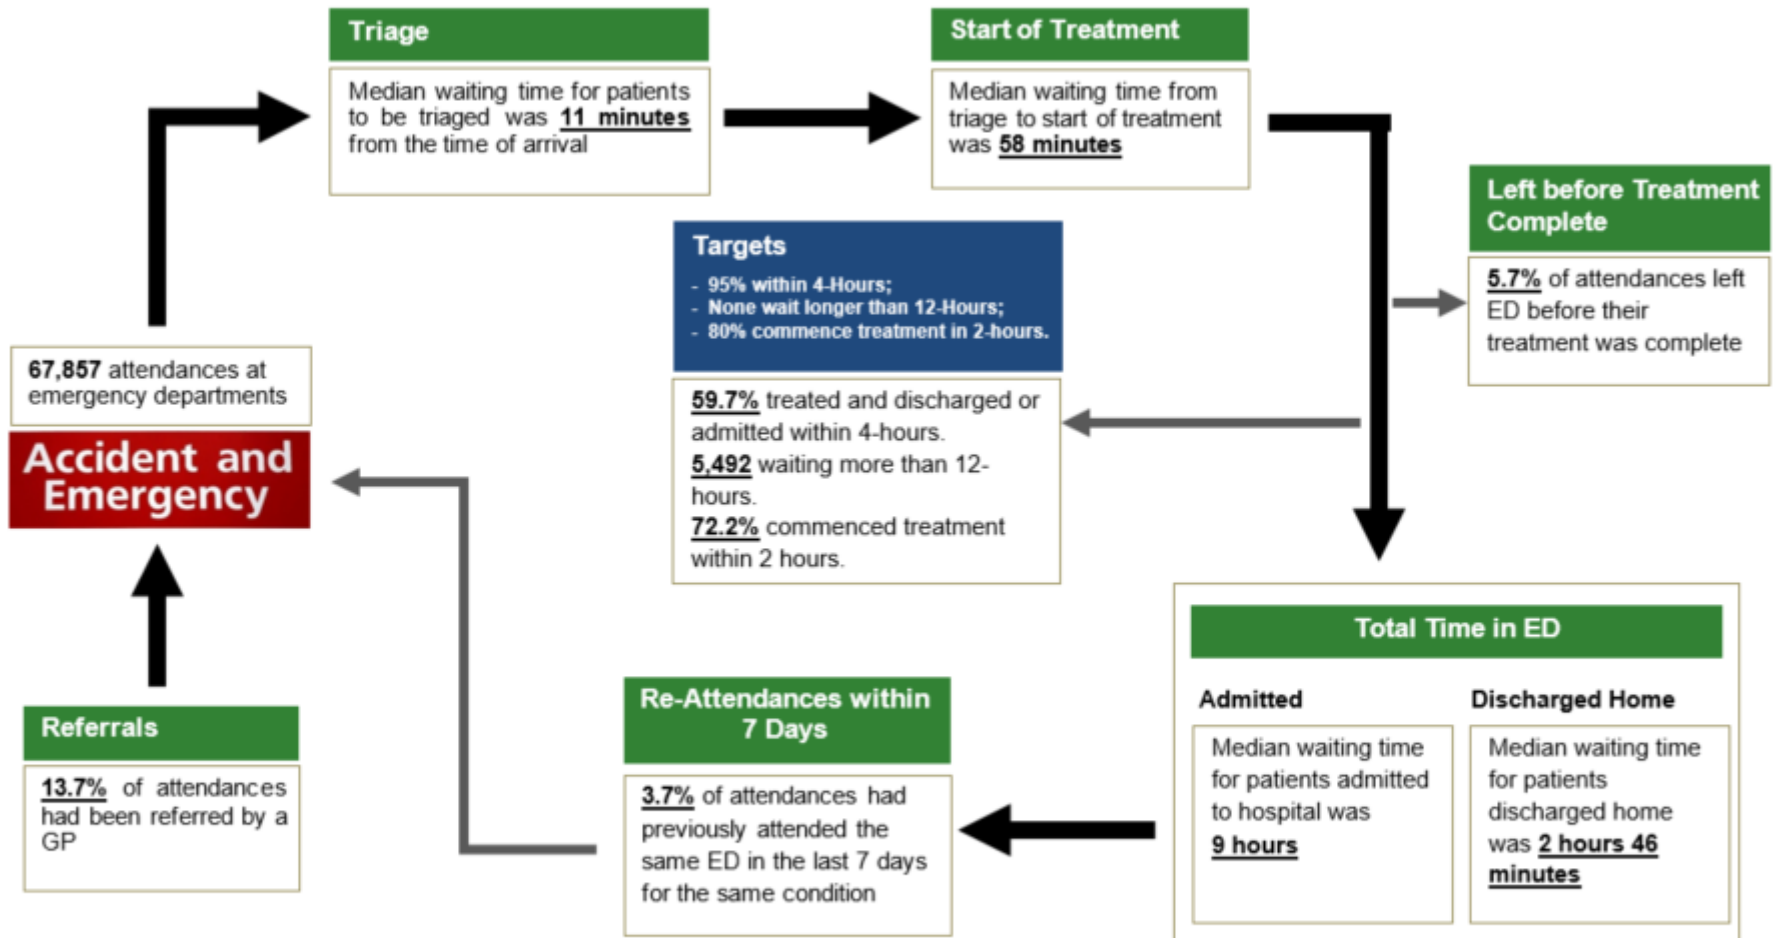 Triage
Median waiting time for patients
to be triaged was 11 minutes
from the time of arrival
Start of Treatment
Median waiting time from
triage to start of treatment
was 58 minutes
Left before Treatment
Complete
5.7% of attendances left
ED before their
treatment was complete
Targets
- 95% within 4-Hours;
- None wait longer than 12-Hours;
- 80% commence treatment in 2-hours.
59.7% treated and discharged or
admitted within 4-hours.
5,492 waiting more than 12-
hours.
72.2% commenced treatment
within 2 hours.
67,857 attendances at
emergency departments
Accident and
Emergency
Referrals
13.7% of attendances
had been referred by a
GP
Re-Attendances within
7 Days
3.7% of attendances had
previously attended the
same ED in the last 7 days
for the same condition
Total Time in ED
Admitted
Median waiting time
for patients admitted
to hospital was
9 hours
Discharged Home
Median waiting time
for patients
discharged home
was 2 hours 46
minutes